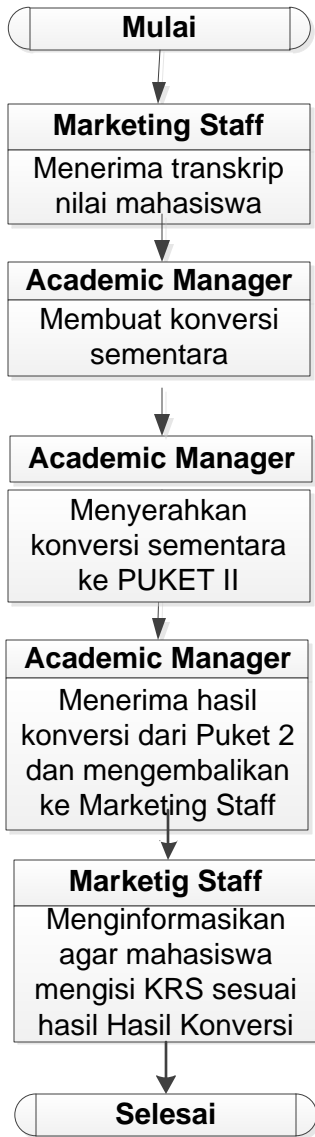 Mulai
Marketing Staff
Menerima transkrip
nilai mahasiswa
Academic Manager
Membuat konversi
sementara
Academic Manager
Menyerahkan
konversi sementara
ke PUKET II
Academic Manager
Menerima hasil
konversi dari Puket 2
dan mengembalikan
ke Marketing Staff
Marketig Staff
Menginformasikan
agar mahasiswa
mengisi KRS sesuai
hasil Hasil Konversi
Selesai